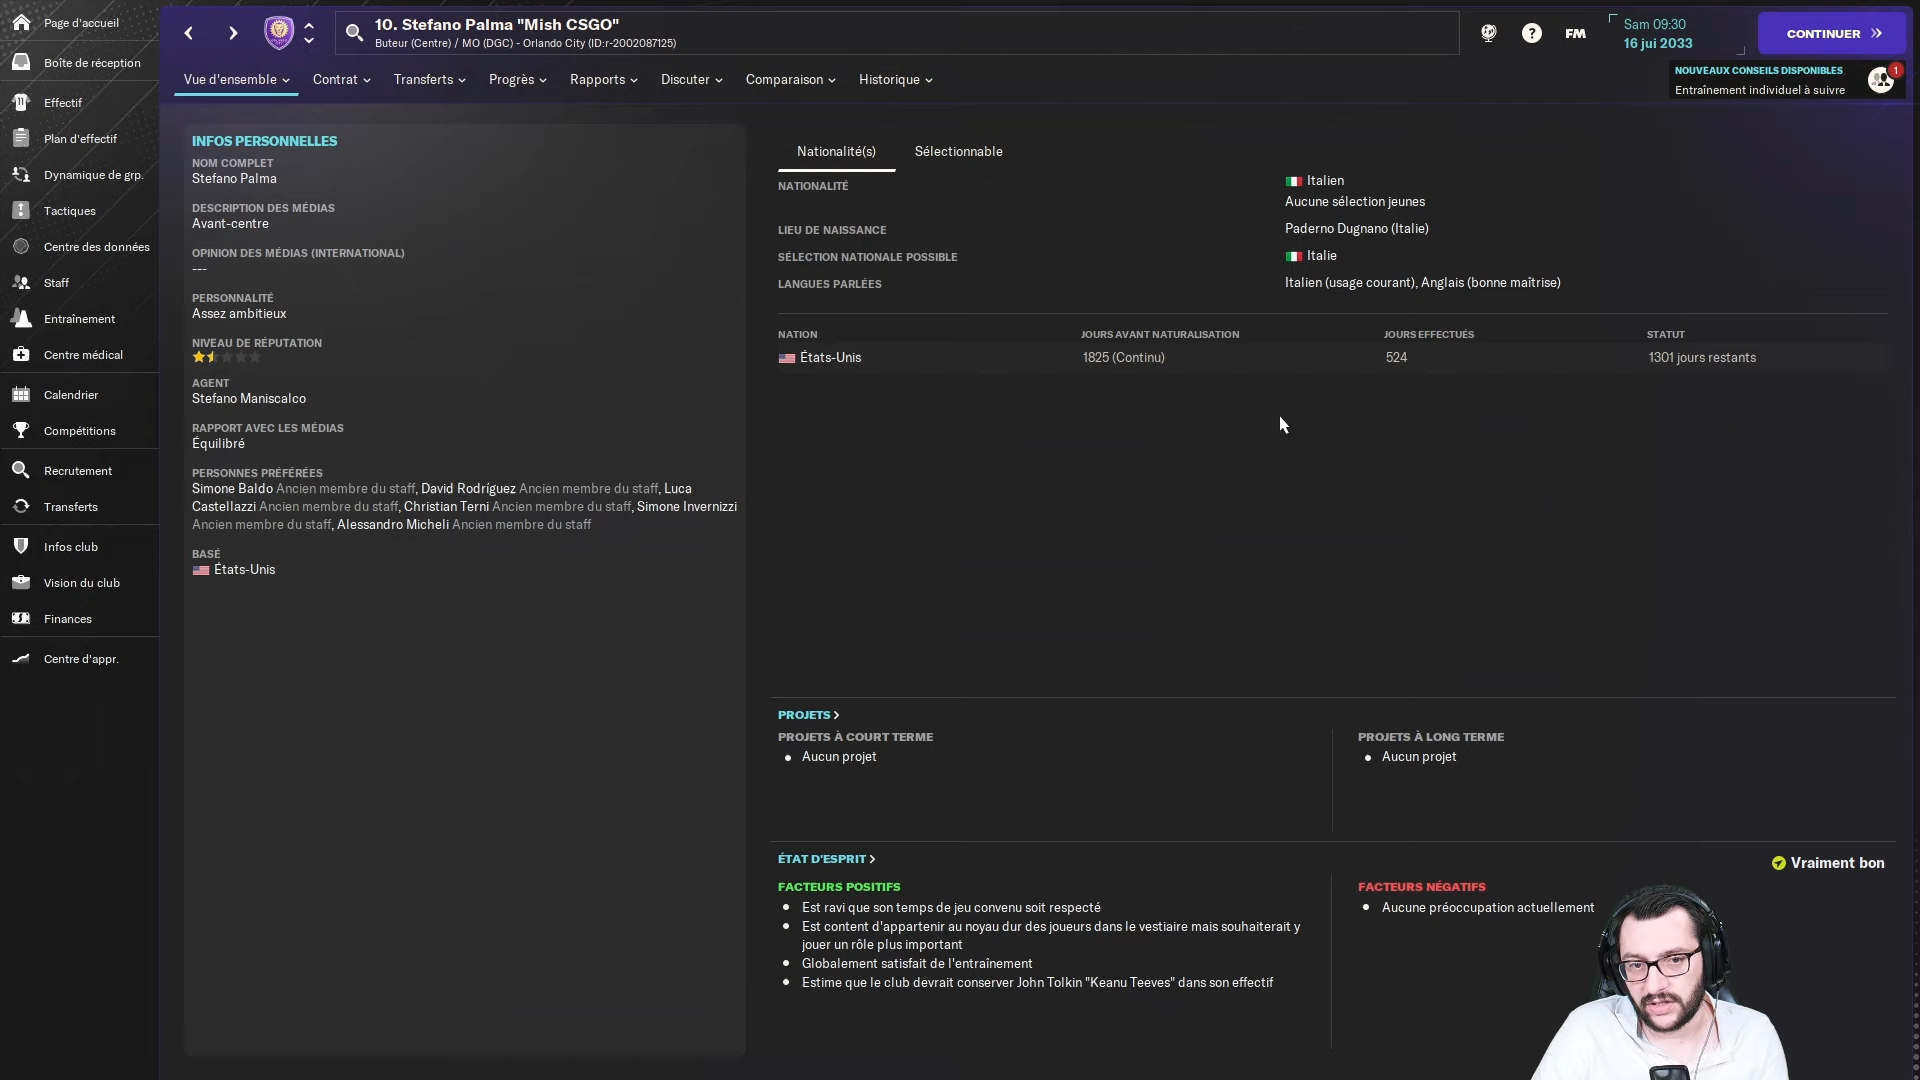 Page d'accueil
Boîte de réception
Effectif
Plan d'effectif
Dynamique de grp.
Tactiques
Centre des données
Staff
Entraînement
Centre médical
Calendrier
Compétitions
Recrutement
Transferts
Infos club
Vision du club
Finances
Centre d'appr.
10. Stefano Palma "Mish CSGO"
Buteur (Centre) / MO (DGC) - Orlando City (ID:r-2002087125)
FM
Sam 09:30
16 jui 2033
CONTINUER
Vue d'ensemble
Contrat
Transferts
Progrès
Rapports
Discuter
Comparaison
Historique
NOUVEAUX CONSEILS DISPONIBLES
Entraînement individuel à suivre
1
INFOS PERSONNELLES
NOM COMPLET
Stefano Palma
DESCRIPTION DES MÉDIAS
Avant-centre
OPINION DES MÉDIAS (INTERNATIONAL)
---
PERSONNALITÉ
Assez ambitieux
NIVEAU DE RÉPUTATION
AGENT
Stefano Maniscalco
RAPPORT AVEC LES MÉDIAS
Équilibré
PERSONNES PRÉFÉRÉES
Simone Baldo Ancien membre du staff, David Rodríguez Ancien membre du staff, Luca
Castellazzi Ancien membre du staff, Christian Terni Ancien membre du staff, Simone Invernizzi
Ancien membre du staff, Alessandro Micheli Ancien membre du staff
BASÉ
États-Unis
Nationalité(s)
Sélectionnable
NATIONALITÉ
Italien
Aucune sélection jeunes
LIEU DE NAISSANCE
Paderno Dugnano (Italie)
SÉLECTION NATIONALE POSSIBLE
Italie
LANGUES PARLÉES
Italien (usage courant), Anglais (bonne maîtrise)
NATION
JOURS AVANT NATURALISATION
JOURS EFFECTUÉS
STATUT
États-Unis
1825 (Continu)
524
1301 jours restants
PROJETS
PROJETS À COURT TERME
Aucun projet
PROJETS À LONG TERME
Aucun projet
ÉTAT D'ESPRIT
Vraiment bon
FACTEURS POSITIFS
Est ravi que son temps de jeu convenu soit respecté
Est content d'appartenir au noyau dur des joueurs dans le vestiaire mais souhaiterait y
jouer un rôle plus important
Globalement satisfait de l'entraînement
Estime que le club devrait conserver John Tolkin "Keanu Teeves" dans son effectif
FACTEURS NÉGATIFS
Aucune préoccupation actuellement